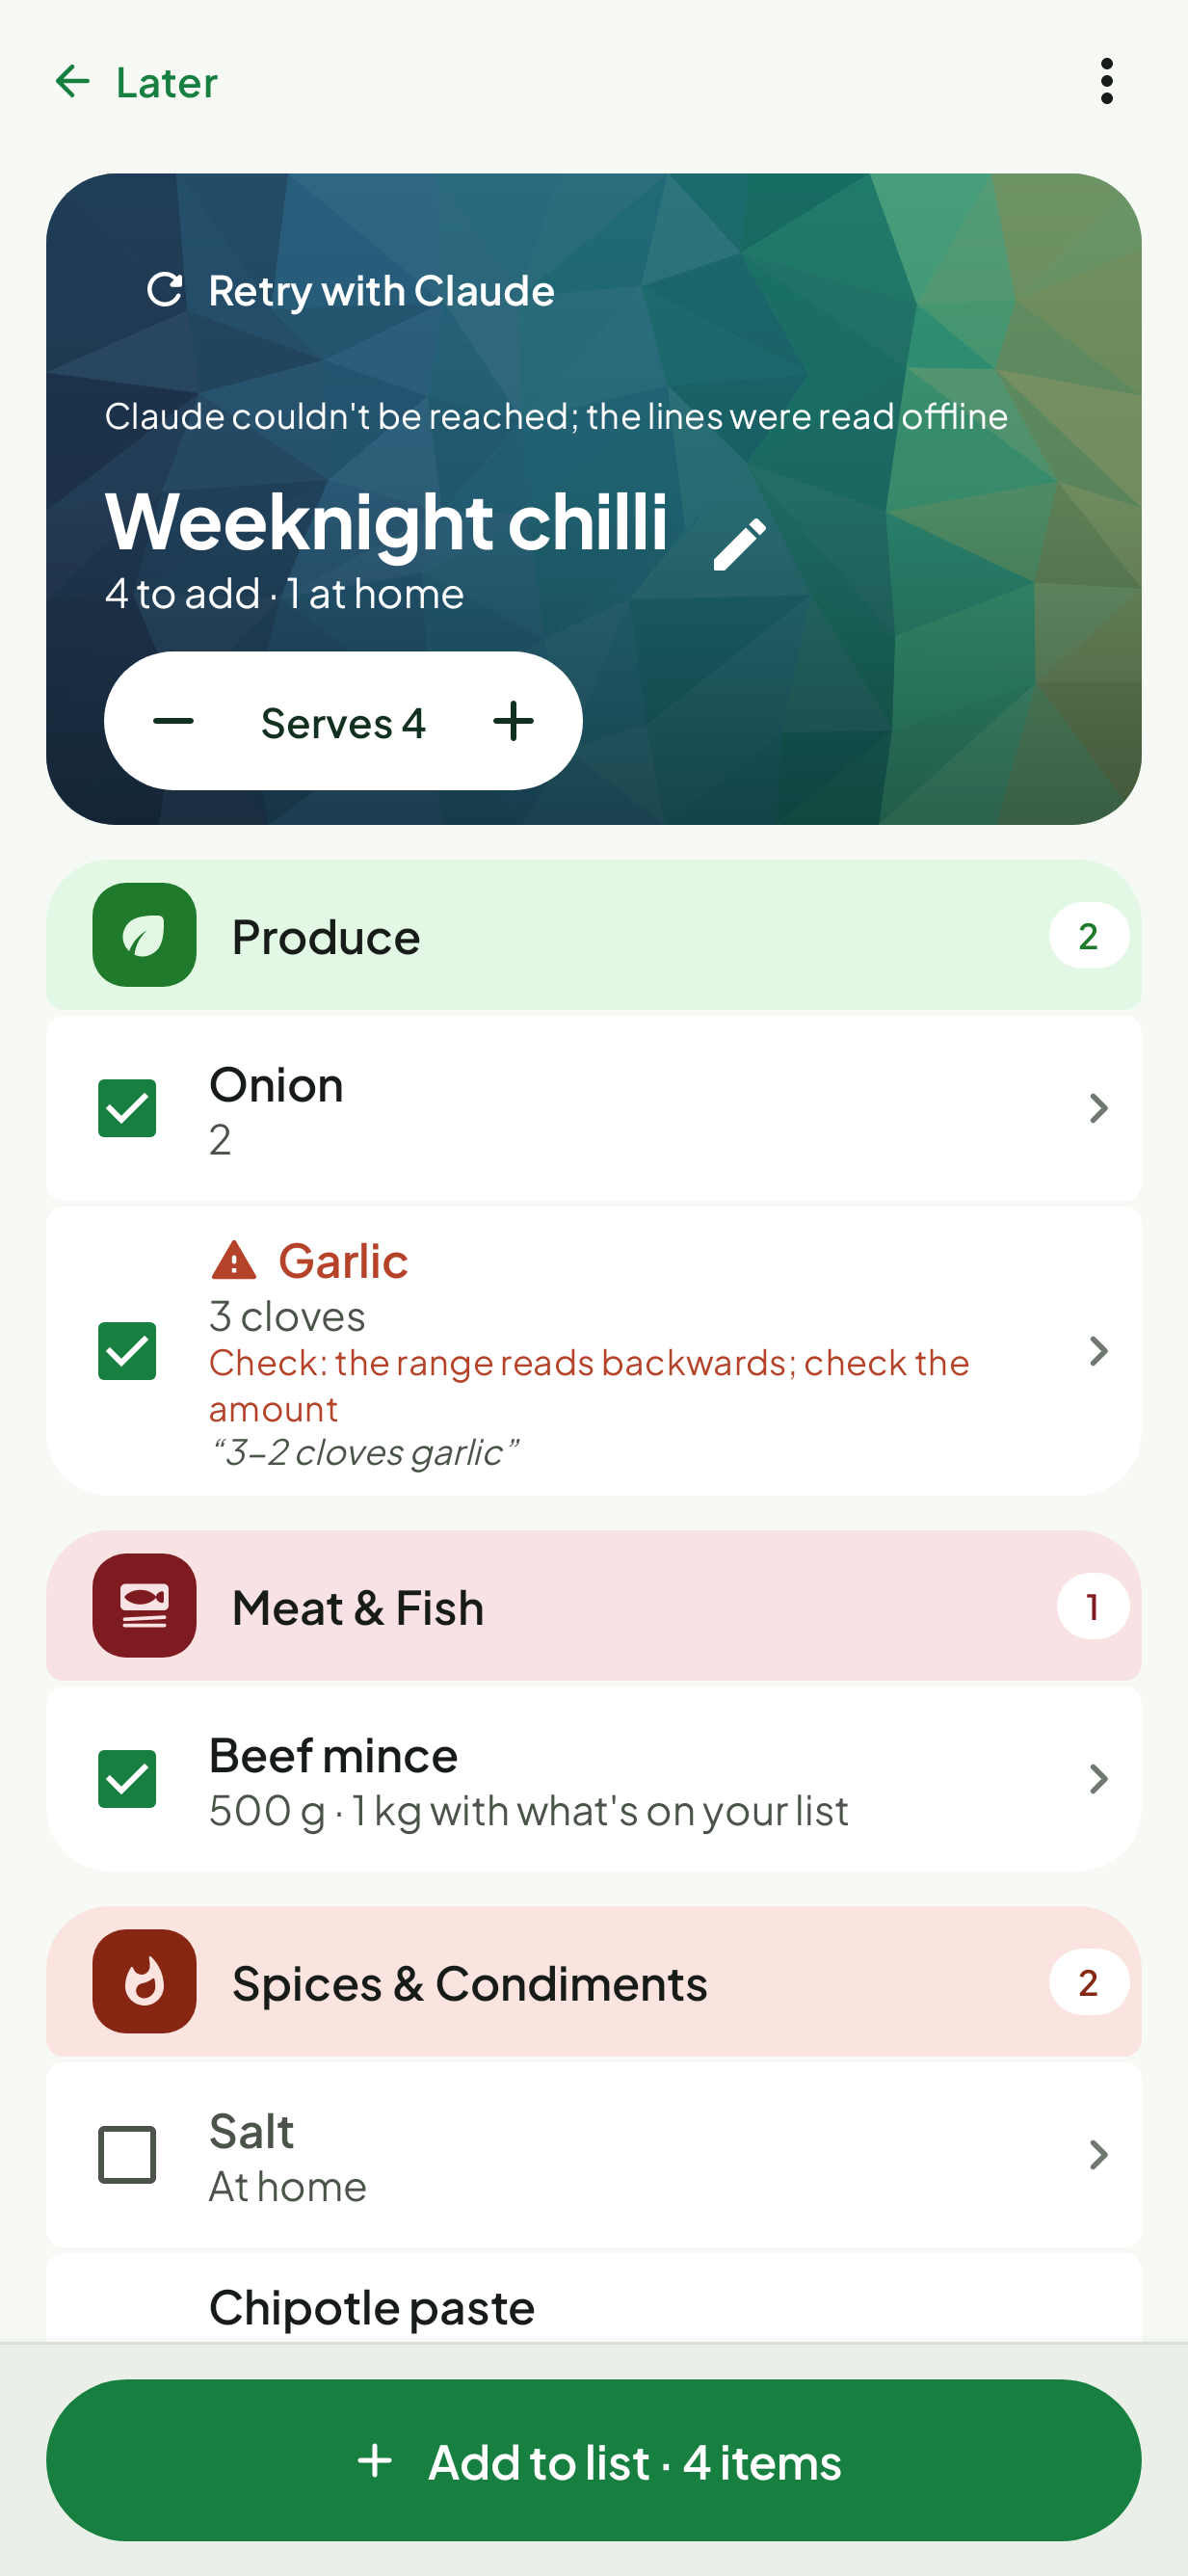 Later
Retry with Claude
Claude couldn't be reached; the lines were read offline
Weeknight chilli
4 to add · 1 at home
Serves 4
Produce
2
Onion
2
Garlic
3 cloves
Check: the range reads backwards; check the
amount
“3–2 cloves garlic”
Meat & Fish
1
Beef mince
500 g · 1 kg with what's on your list
Spices & Condiments
2
Salt
At home
Chipotle paste
Add to list · 4 items